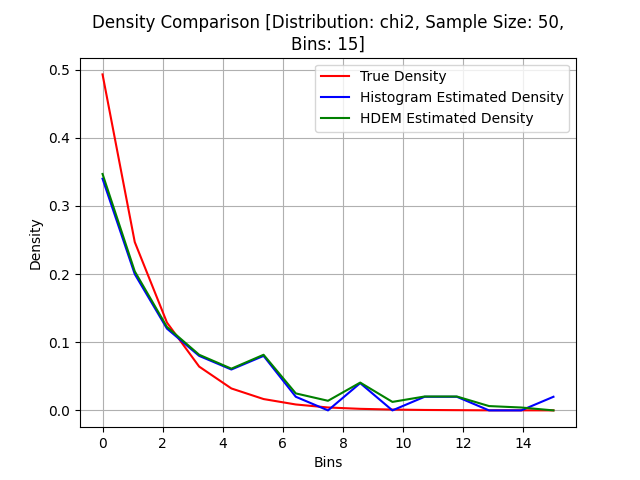 Density Comparison [Distribution: chi2, Sample Size: 50,
Bins: 15]
True Density
Histogram Estimated Density
HDEM Estimated Density
Density
0.5
0.4
0.3
0.2
0.1
0.0
0 2 4 6 8 10 12 14
Bins